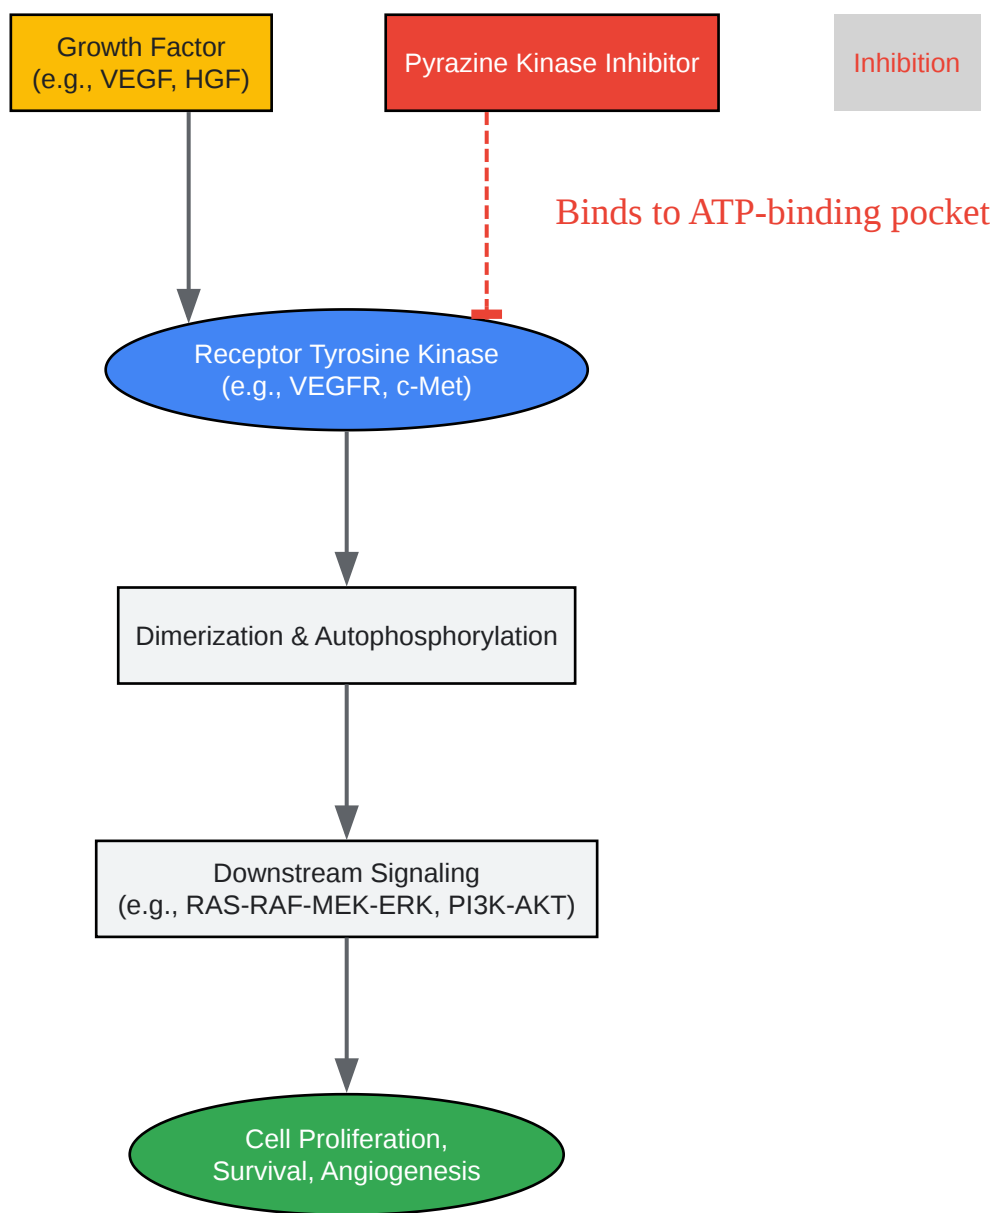 Growth Factor
(e.g., VEGF, HGF)
Pyrazine Kinase Inhibitor
Inhibition
Binds to ATP-binding pocket
Receptor Tyrosine Kinase
(e.g., VEGFR, c-Met)
Dimerization & Autophosphorylation
Downstream Signaling
(e.g., RAS-RAF-MEK-ERK, PI3K-AKT)
Cell Proliferation,
Survival, Angiogenesis